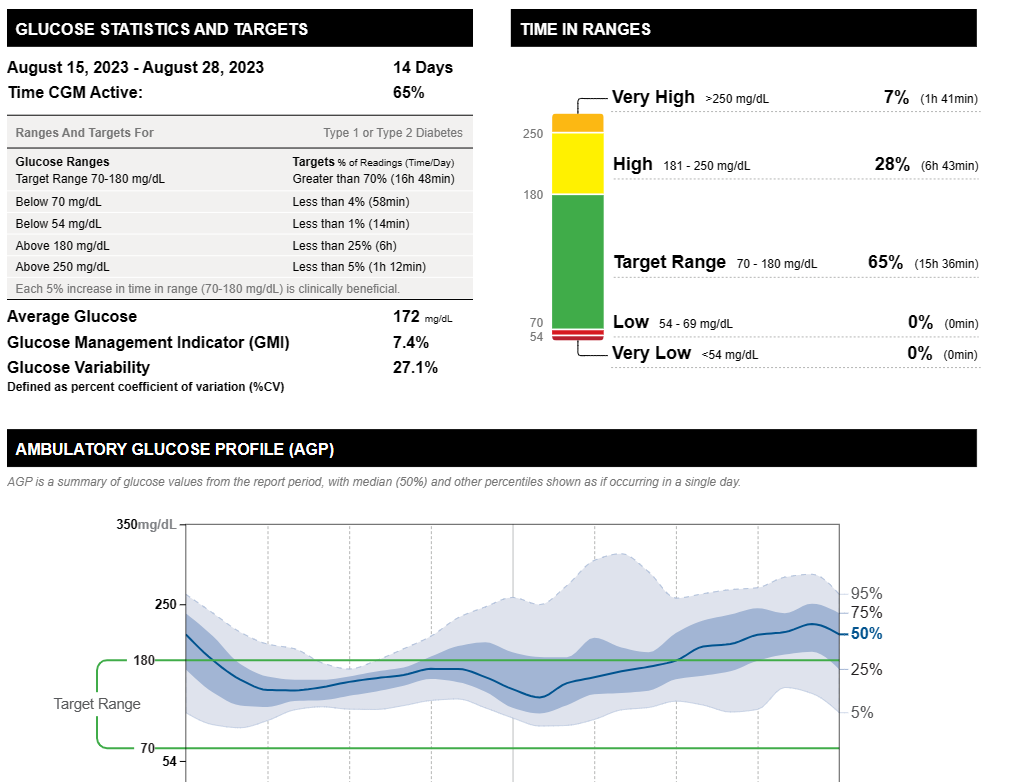 GLUCOSE STATISTICS AND TARGETS
August 15, 2023 - August 28, 2023 14 Days
Time CGM Active: 65%
Ranges And Targets For Type 1 or Type 2 Diabetes
Glucose Ranges Targets % of Readings (Time/Day)
Target Range 70-180 mg/dL Greater than 70% (16h 48min)
Below 70 mg/dL Less than 4% (58min)
Below 54 mg/dL Less than 1% (14min)
Above 180 mg/dL Less than 25% (6h)
Above 250 mg/dL Less than 5% (1h 12min)
Each 5% increase in time in range (70-180 mg/dL) is clinically beneficial.
Average Glucose 172 mg/dL
Glucose Management Indicator (GMI) 7.4%
Glucose Variability 27.1%
Defined as percent coefficient of variation (%CV)
TIME IN RANGES
Very High >250 mg/dL 7% (1h 41min)
250
High 181 - 250 mg/dL 28% (6h 43min)
180
Target Range 70 - 180 mg/dL 65% (15h 36min)
70
Low 54 - 69 mg/dL 0% (0min)
54
Very Low <54 mg/dL 0% (0min)
AMBULATORY GLUCOSE PROFILE (AGP)
AGP is a summary of glucose values from the report period, with median (50%) and other percentiles shown as if occurring in a single day.
350mg/dL
95%
250
75%
50%
180
25%
Target Range
5%
70
54